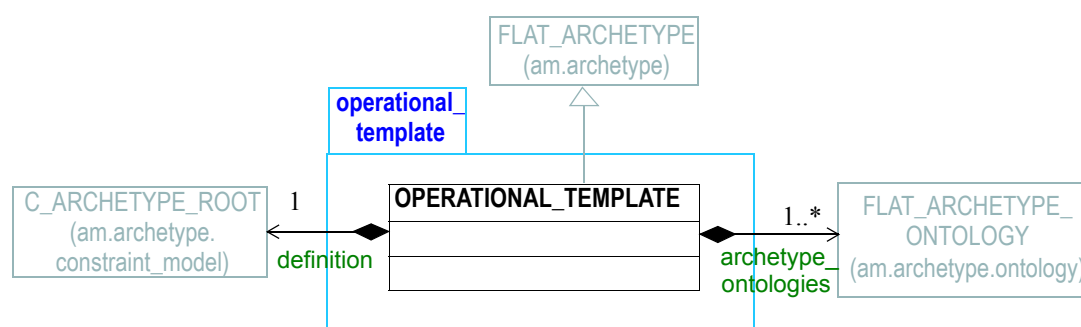 FLAT_ARCHETYPE
(am.archetype)
operational_
template
C_ARCHETYPE_ROOT
(am.archetype.
constraint_model)
1
definition
OPERATIONAL_TEMPLATE
1..*
archetype_
ontologies
FLAT_ARCHETYPE_
ONTOLOGY
(am.archetype.ontology)